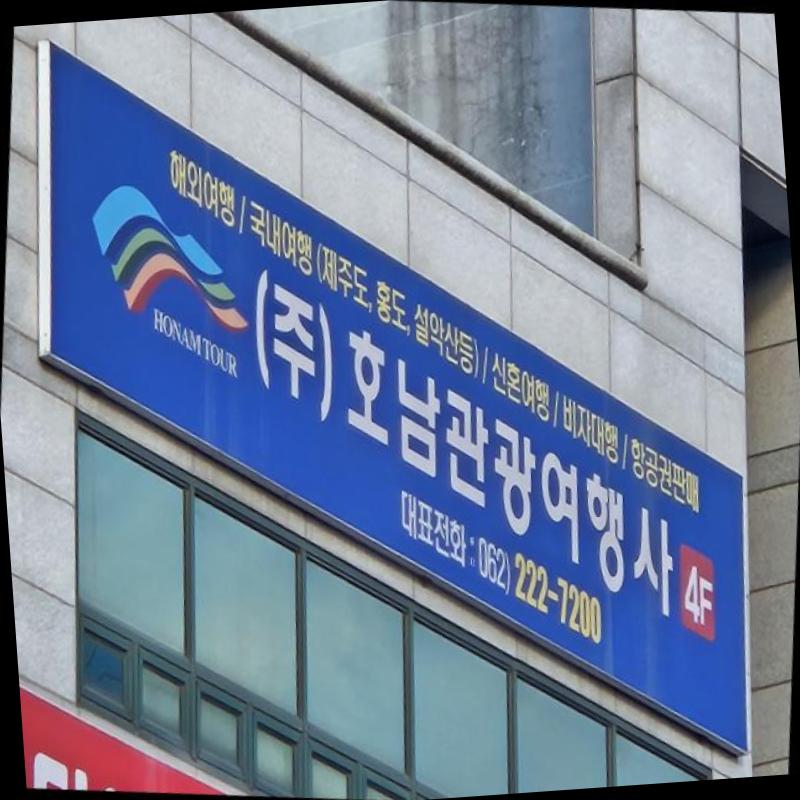 해외여행 / 국내여행 (제주도, 홍도, 설악산등) / 신혼여행 / 비자대행 / 항공권판매
HONAM TOUR
(주)호남관광여행사 4F
대표전화 : 062) 222-7200